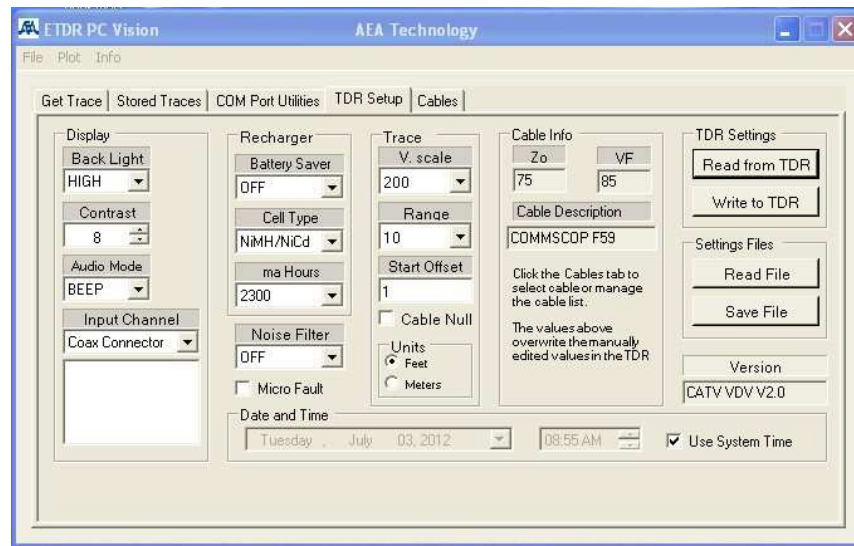 ETDR PC Vision AEA Technology
File Plot Info
Get Trace Stored Traces COM Port Utilities TDR Setup Cables
Display
Back Light
HIGH
Contrast
8
Audio Mode
BEEP
Input Channel
Coax Connector
Recharger
Battery Saver
OFF
Cell Type
NiMH/NiCd
ma Hours
2300
Noise Filter
OFF
Micro Fault
Trace
V. scale
200
Range
10
Start Offset
1
Cable Null
Units
Feet
Meters
Cable Info
Zo VF
75 85
Cable Description
COMMSCOP F59
Click the Cables tab to
select cable or manage
the cable list.
The values above
overwrite the manually
edited values in the TDR
TDR Settings
Read from TDR
Write to TDR
Settings Files
Read File
Save File
Version
CATV VDV V2.0
Date and Time
Tuesday , July 03, 2012 08:55 AM Use System Time